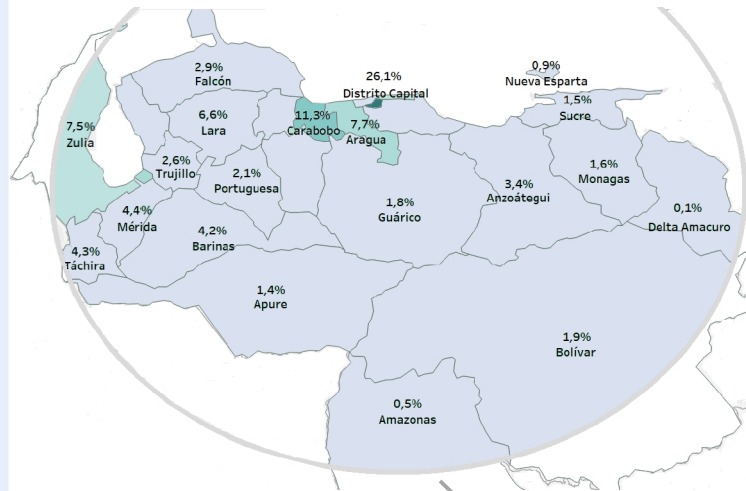 2,9%
Falcón
26,1%
Distrito Capital
0,9%
Nueva Esparta
1,5%
Sucre
7,5%
Zulia
6,6%
Lara
11,3%
Carabobo
7,7%
Aragua
2,6%
Trujillo
2,1%
Portuguesa
1,8%
Guárico
3,4%
Anzoátegui
1,6%
Monagas
0,1%
Delta Amacuro
4,4%
Mérida
4,3%
Táchira
4,2%
Barinas
1,4%
Apure
1,9%
Bolívar
0,5%
Amazonas